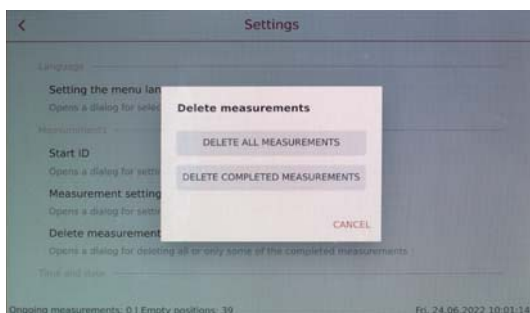 Settings
Language
Setting the menu lan
Opens a dialog for selec
Measurements
Start ID
Opens a dialog for settin
Measurement setting
Opens a dialog for settin
Delete measurement
Opens a dialog for deleting all or only some of the completed measurements
Time and date
Delete measurements
DELETE ALL MEASUREMENTS
DELETE COMPLETED MEASUREMENTS
CANCEL
Ongoing measurements: 0 | Empty positions: 39
Fri. 24.06.2022 10:01:14